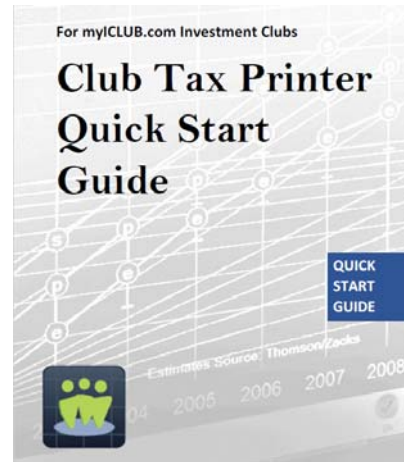 For myICLUB.com Investment Clubs
Club Tax Printer
Quick Start
Guide
QUICK
START
GUIDE
Estimates Source: Thomson/Zacks
04 2005 2006 2007 2008
s
p
e
s
p
e
p
e
e